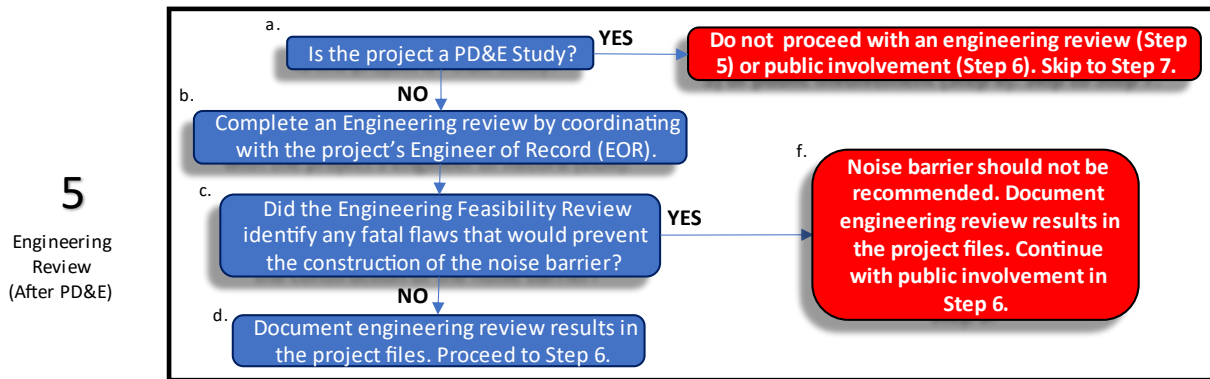 5
Engineering
Review
(After PD&E)
a.
Is the project a PD&E Study?
YES
Do not proceed with an engineering review (Step
5) or public involvement (Step 6). Skip to Step 7.
NO
b.
Complete an Engineering review by coordinating
with the project's Engineer of Record (EOR).
c.
Did the Engineering Feasibility Review
identify any fatal flaws that would prevent
the construction of the noise barrier?
YES
f.
Noise barrier should not be
recommended. Document
engineering review results in
the project files. Continue
with public involvement in
Step 6.
NO
d.
Document engineering review results in
the project files. Proceed to Step 6.